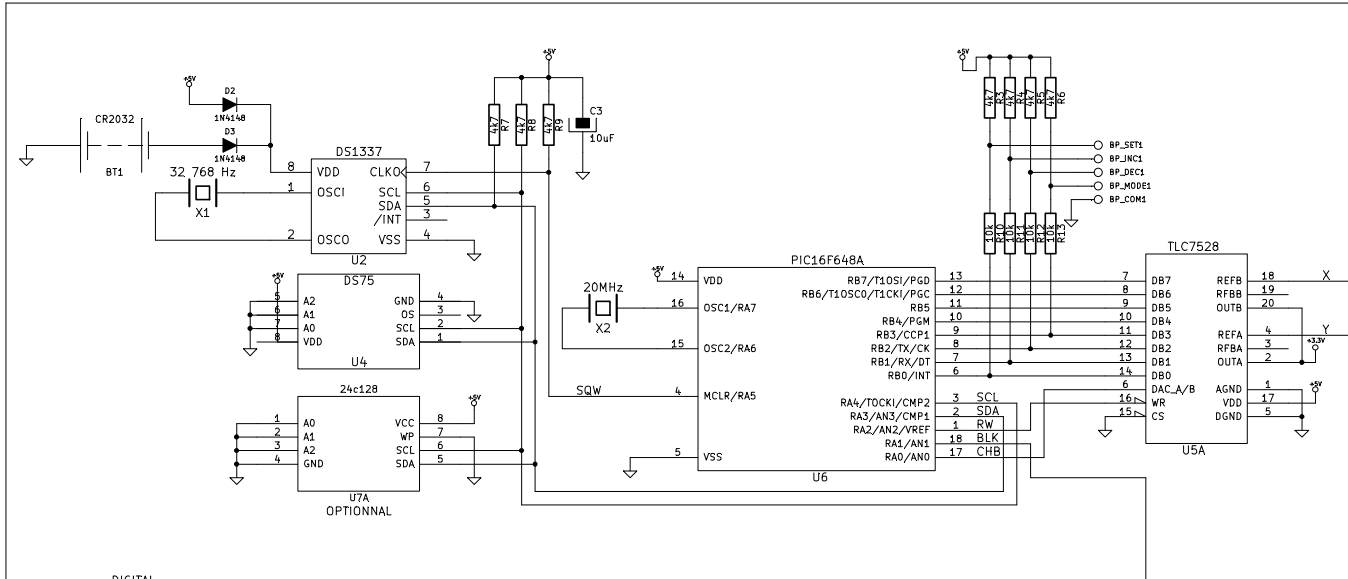 +5V
D2
1N4148
CR2032
BT1
D3
1N4148
32 768 Hz
X1
DS1337
8 VDD
1 OSCI
2 OSCO
CLKO 7
SCL 6
SDA 5
/INT 3
VSS 4
U2
+5V
4k7 R7
4k7 R8
4k7 R9
C3
10uF
+5V
DS75
5 A2
6 A1
7 A0
8 VDD
GND 4
OS 3
SCL 2
SDA 1
U4
24c128
1 A0
2 A1
3 A2
4 GND
VCC 8
WP 7
SCL 6
SDA 5
+5V
U7A
OPTIONNAL
20MHz
X2
SQW
+5V
PIC16F648A
14 VDD
16 OSC1/RA7
15 OSC2/RA6
4 MCLR/RA5
5 VSS
RB7/T1OSI/PGD 13
RB6/T1OSCO/T1CKI/PGC 12
RB5 11
RB4/PGM 10
RB3/CCP1 9
RB2/TX/CK 8
RB1/RX/DT 7
RB0/INT 6
RA4/TOCKI/CMP2 3 SCL
RA3/AN3/CMP1 2 SDA
RA2/AN2/VREF 1 RW
RA1/AN1 18 BLK
RA0/AN0 17 CHB
U6
+5V
4k7 R3
4k7 R4
4k7 R5
4k7 R6
BP_SET1
BP_INC1
BP_DEC1
BP_MODE1
BP_COM1
10k R10
10k R11
10k R12
10k R13
TLC7528
7 DB7
8 DB6
9 DB5
10 DB4
11 DB3
12 DB2
13 DB1
14 DB0
6 DAC_A/B
16 WR
15 CS
REFB 18 X
RFBB 19
OUTB 20
REFA 4 Y
RFBA 3
OUTA 2
+3.3V
AGND 1
VDD 17
DGND 5
+5V
U5A
DIGITAL